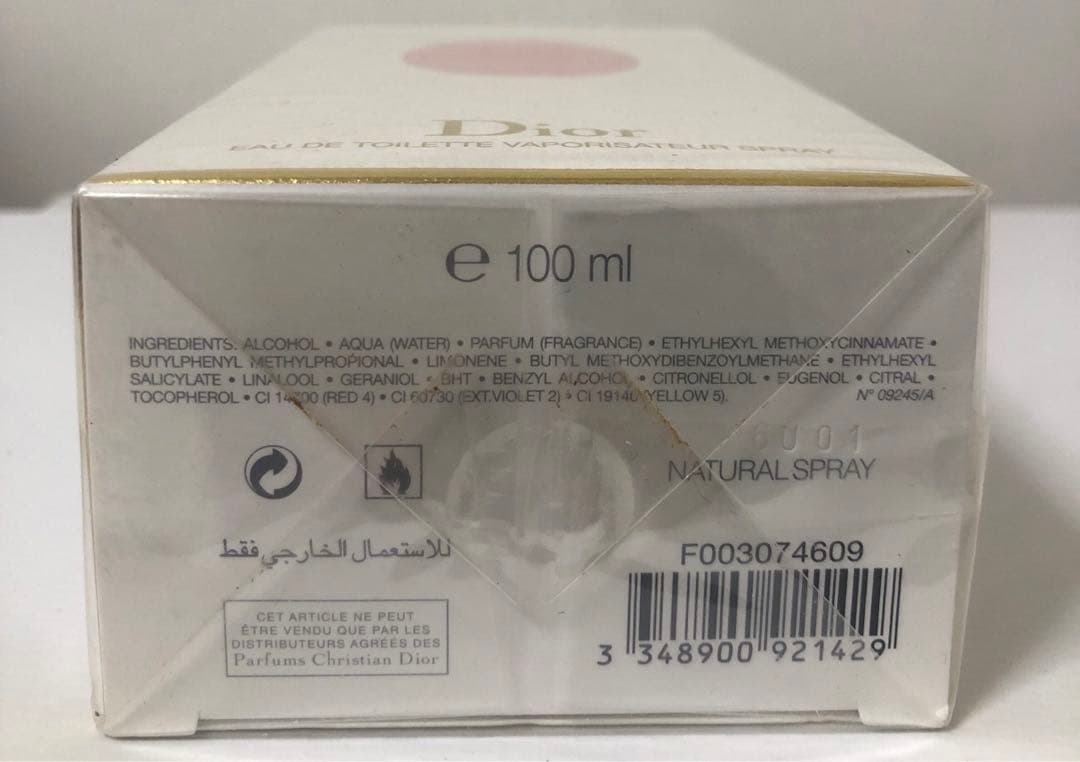 Dior
EAU DE TOILETTE VAPORISATEUR SPRAY
℮ 100 ml
INGREDIENTS: ALCOHOL • AQUA (WATER) • PARFUM (FRAGRANCE) • ETHYLHEXYL METHOXYCINNAMATE •
BUTYLPHENYL METHYLPROPIONAL • LIMONENE • BUTYL METHOXYDIBENZOYLMETHANE • ETHYLHEXYL
SALICYLATE • LINALOOL • GERANIOL • BHT • BENZYL ALCOHOL • CITRONELLOL • EUGENOL • CITRAL •
TOCOPHEROL • CI 14700 (RED 4) • CI 60730 (EXT.VIOLET 2) • CI 19140 (YELLOW 5). N° 09245/A
NATURAL SPRAY
للاستعمال الخارجي فقط
F003074609
CET ARTICLE NE PEUT
ÊTRE VENDU QUE PAR LES
DISTRIBUTEURS AGRÉÉS DES
Parfums Christian Dior
3 348900 921429